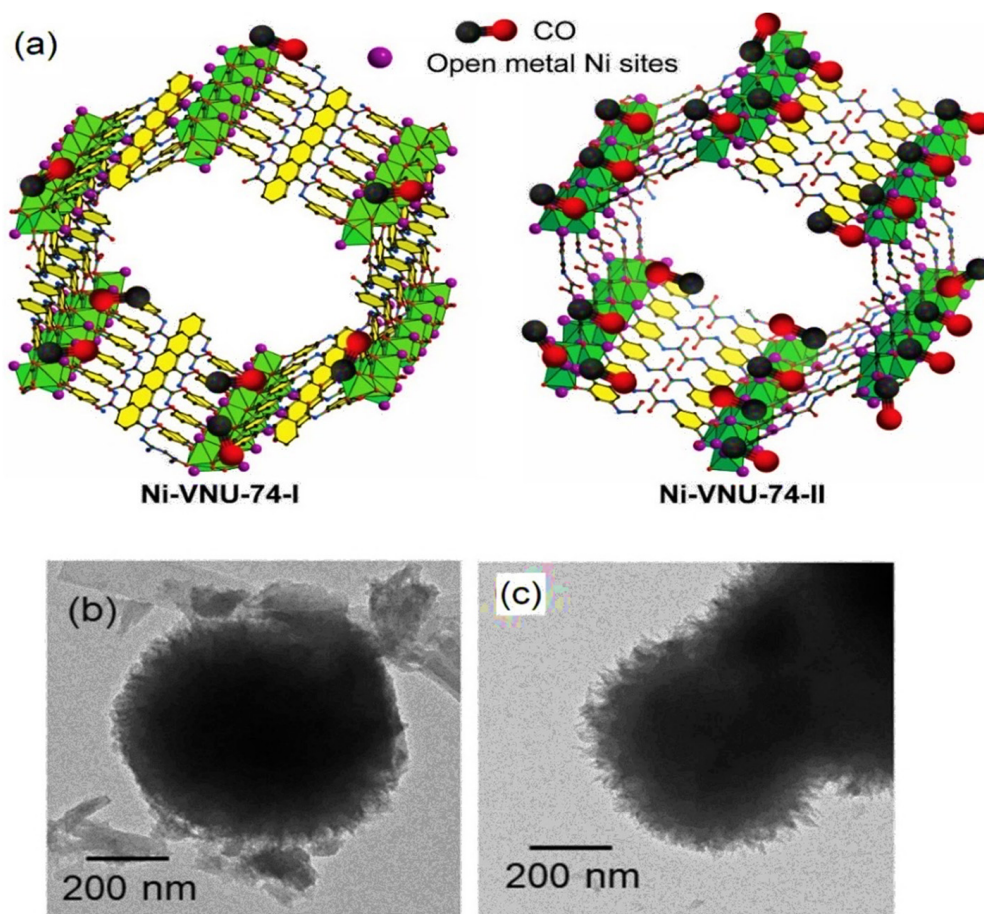 (a)
CO
Open metal Ni sites
Ni-VNU-74-I
Ni-VNU-74-II
(b)
200 nm
(c)
200 nm